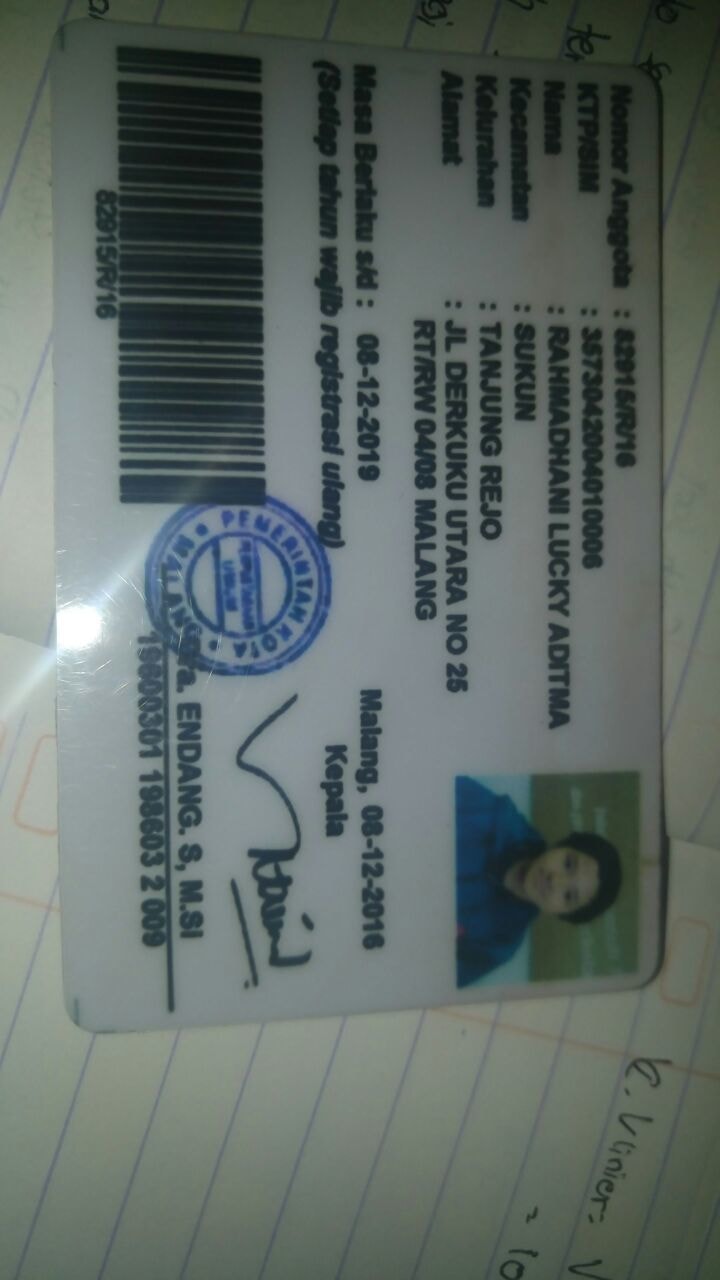 Nomor Anggota : 82915/R/16
KTP/SIM : 3573042004010006
Nama : RAHMADHANI LUCKY ADITMA
Kecamatan : SUKUN
Kelurahan : TANJUNG REJO
Alamat : JL DERKUKU UTARA NO 25
RT/RW 04/08 MALANG
Masa Berlaku s/d : 08-12-2019
(Setiap tahun wajib registrasi ulang)
Malang, 08-12-2016
Kepala
PEMERINTAH KOTA
MALANG
ENDANG. S, M.SI
19600301 198603 2 009
82915/R/16